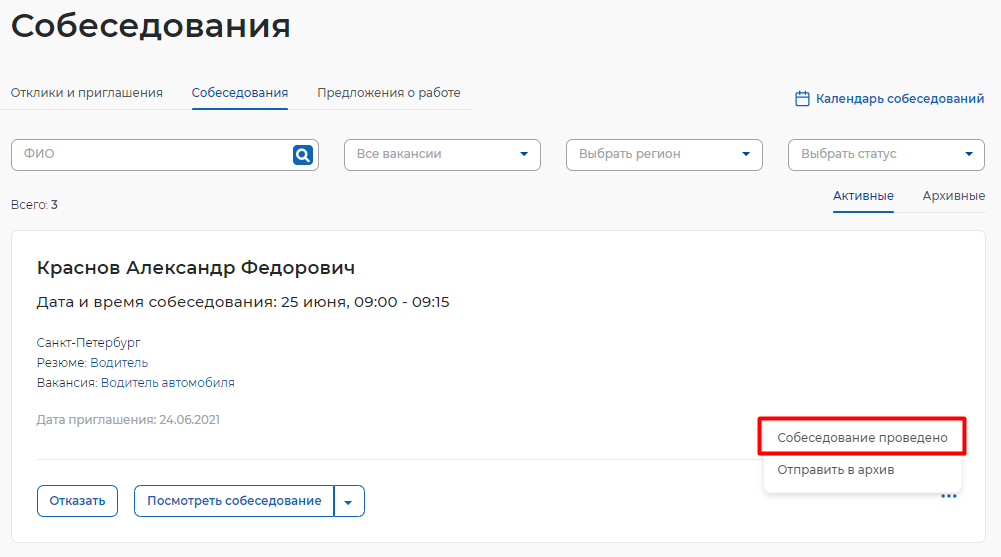 Собеседования
Отклики и приглашения Собеседования Предложения о работе
Календарь собеседований
ФИО Все вакансии Выбрать регион Выбрать статус
Всего: 3 Активные Архивные
Краснов Александр Федорович
Дата и время собеседования: 25 июня, 09:00 - 09:15
Санкт-Петербург
Резюме: Водитель
Вакансия: Водитель автомобиля
Дата приглашения: 24.06.2021
Собеседование проведено
Отправить в архив
Отказать Посмотреть собеседование